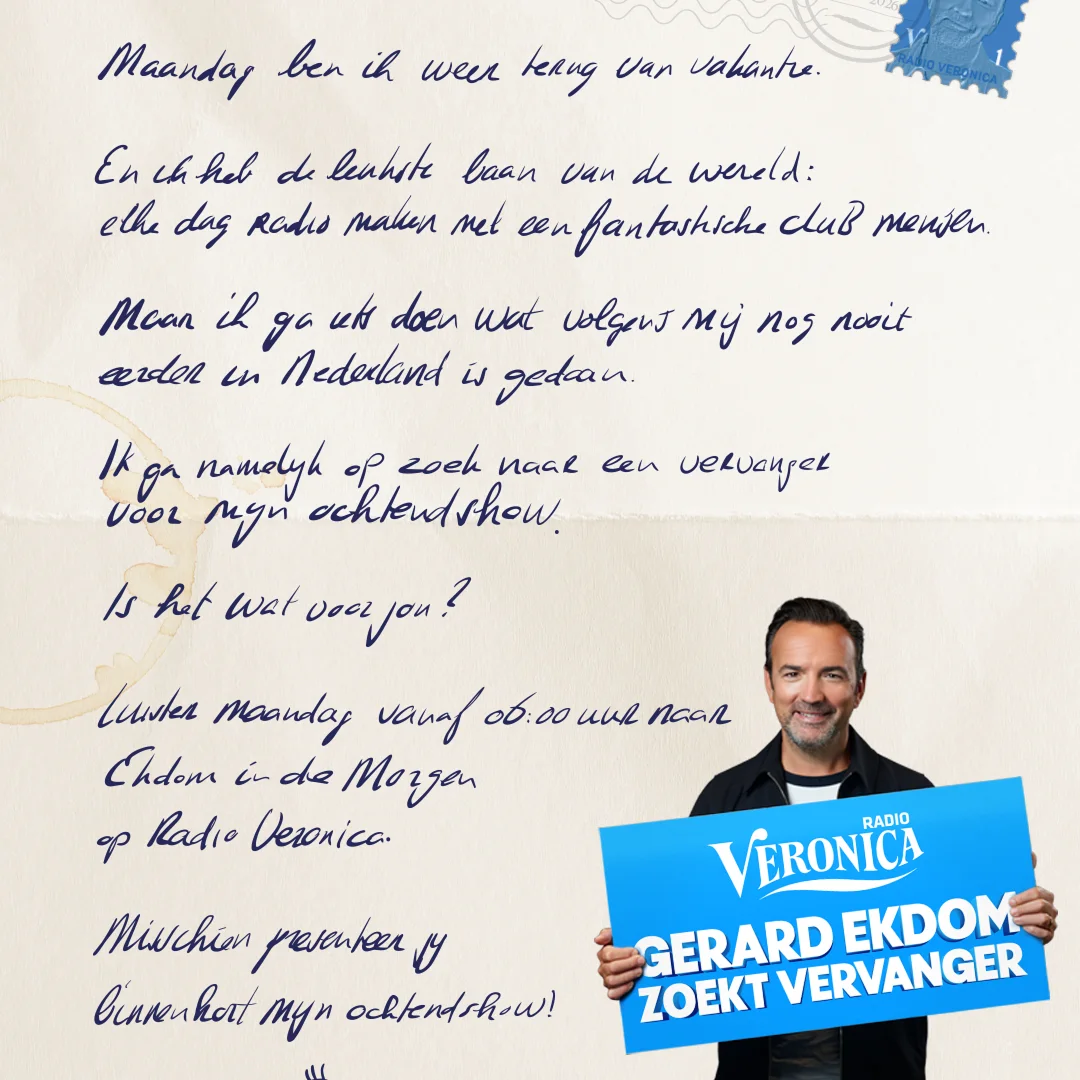 2026
V 1
RADIO VERONICA
Maandag ben ik weer terug van vakantie.
En ik heb de leukste baan van de wereld:
elke dag radio maken met een fantastische club mensen.
Maar ik ga iets doen wat volgens mij nog nooit
eerder in Nederland is gedaan.
Ik ga namelijk op zoek naar een vervanger
voor mijn ochtendshow.
Is het wat voor jou?
Luister maandag vanaf 06:00 uur naar
Ekdom in de Morgen
op Radio Veronica.
Misschien presenteer jij
binnenkort mijn ochtendshow!
RADIO
VERONICA
GERARD EKDOM
ZOEKT VERVANGER